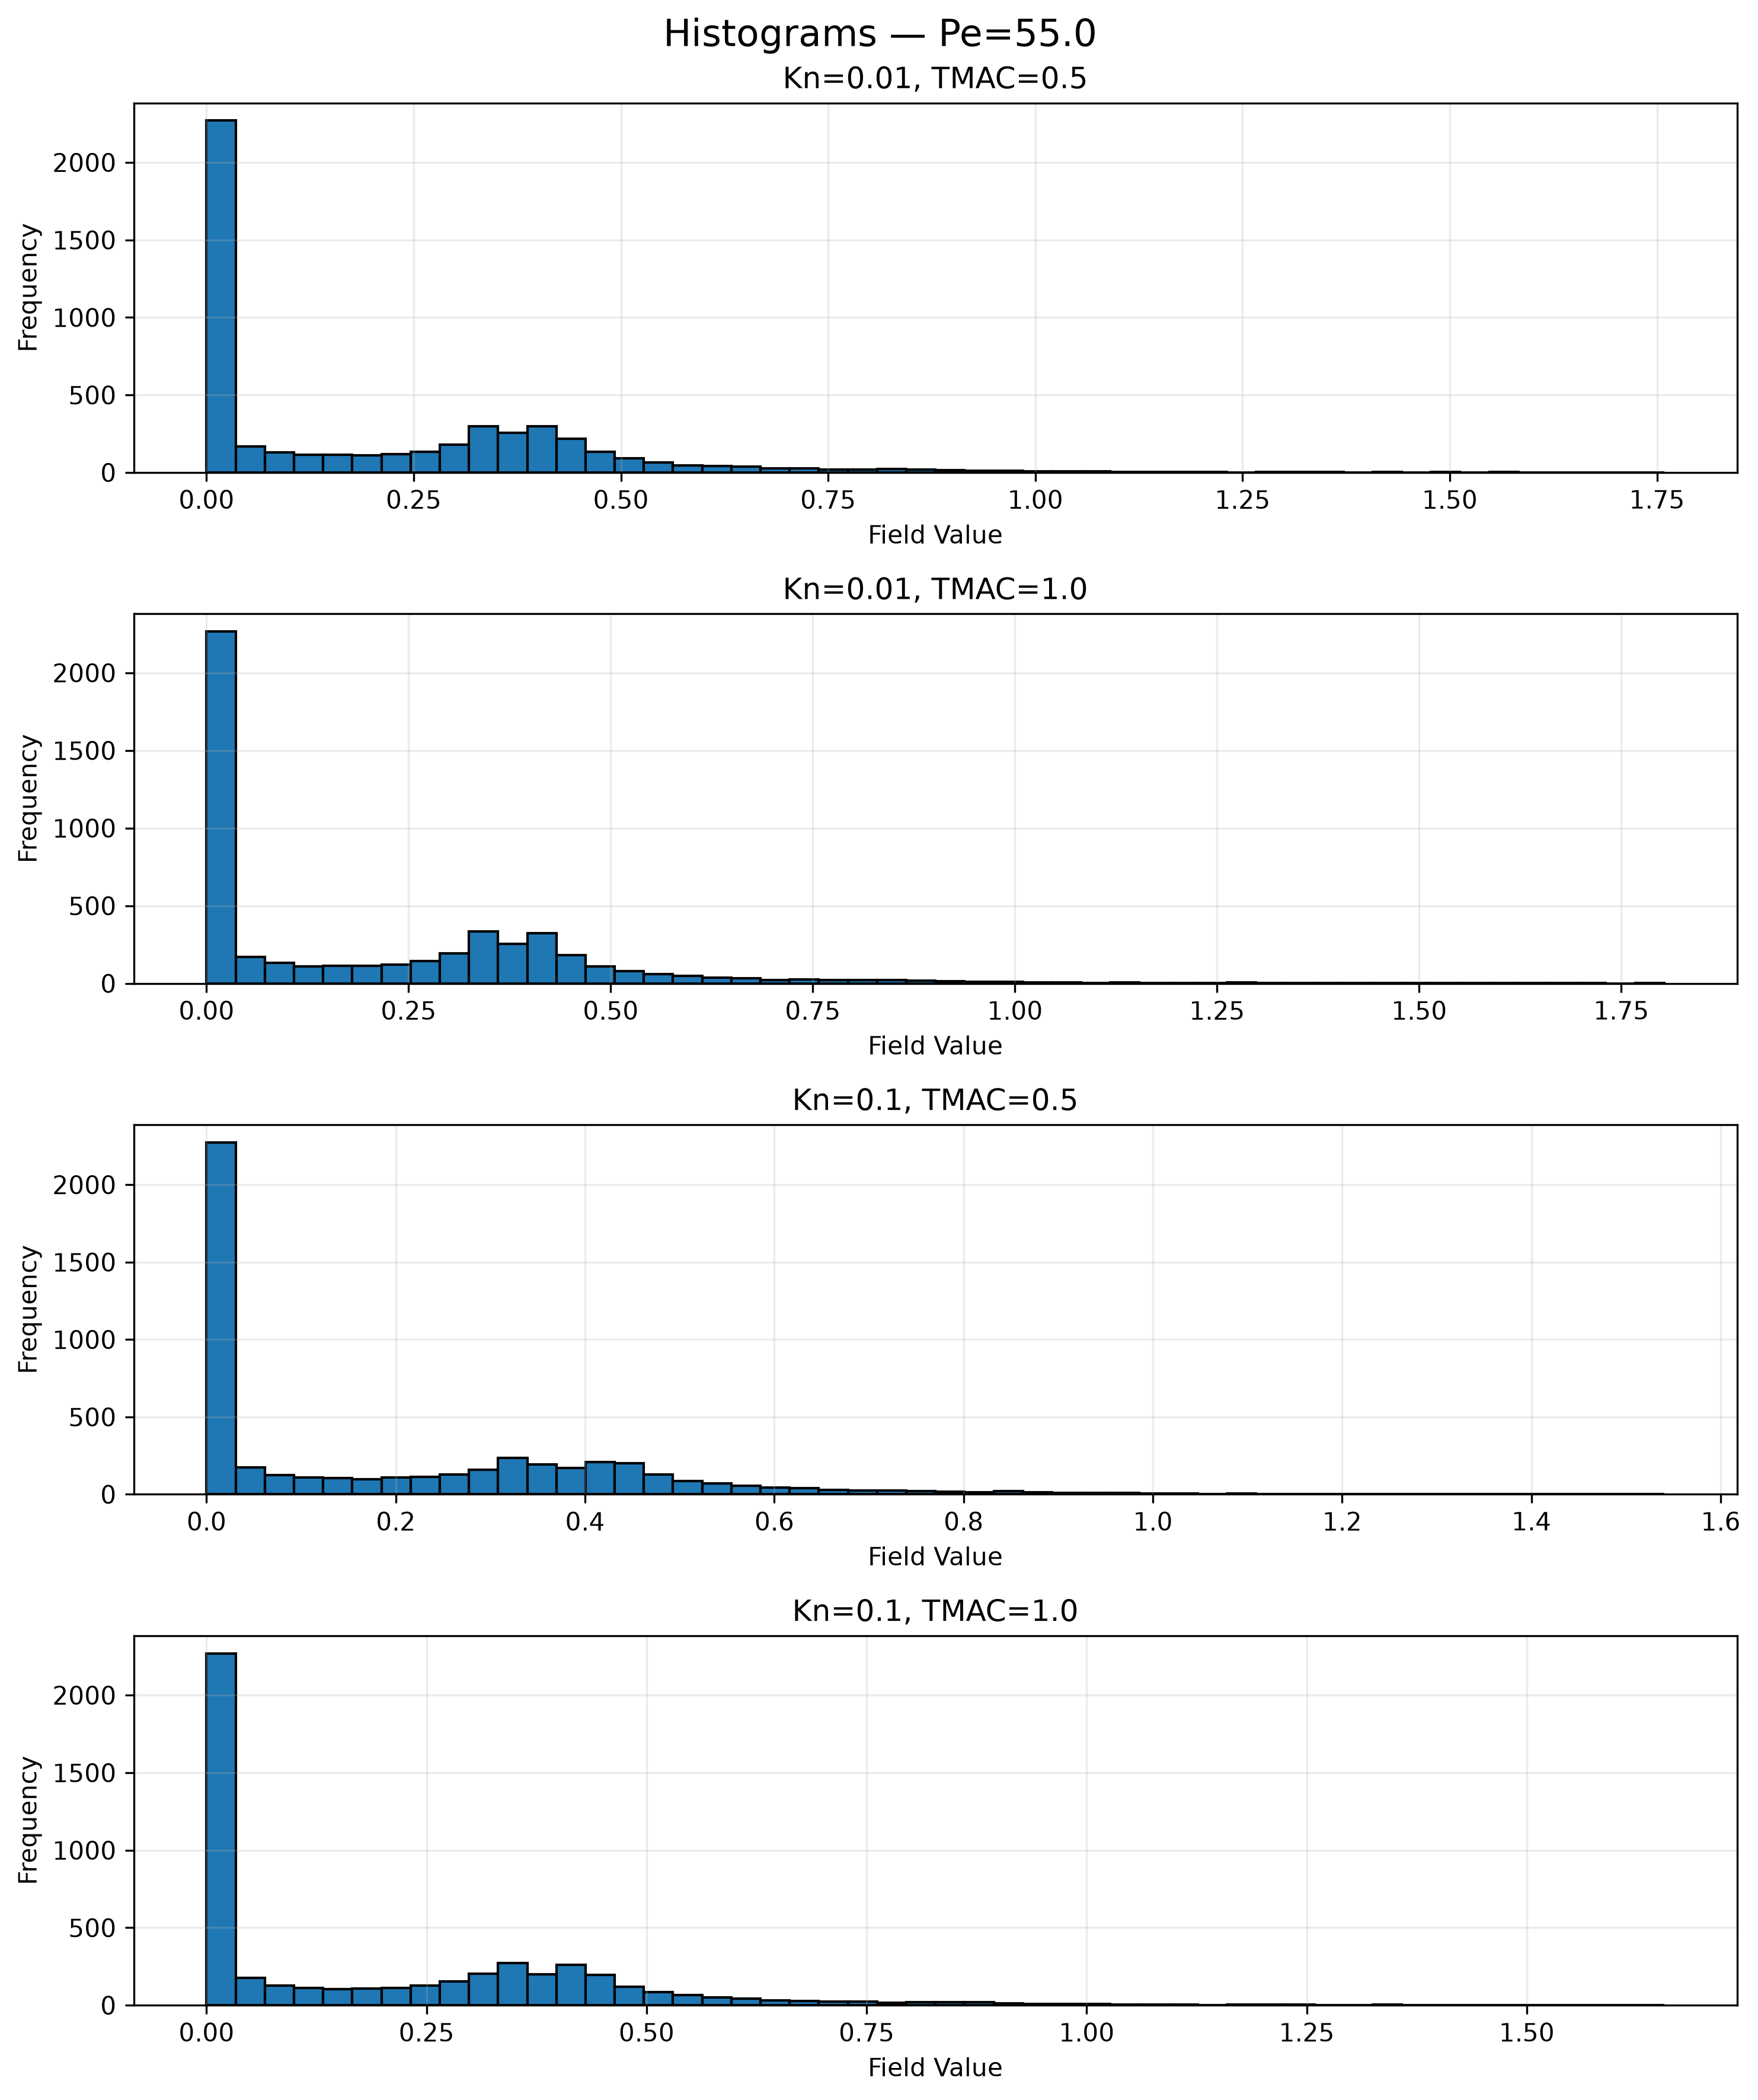 Histograms — Pe=55.0
Kn=0.01, TMAC=0.5
2000
1500
1000
500
0
Frequency
0.00 0.25 0.50 0.75 1.00 1.25 1.50 1.75
Field Value
Kn=0.01, TMAC=1.0
2000
1500
1000
500
0
Frequency
0.00 0.25 0.50 0.75 1.00 1.25 1.50 1.75
Field Value
Kn=0.1, TMAC=0.5
2000
1500
1000
500
0
Frequency
0.0 0.2 0.4 0.6 0.8 1.0 1.2 1.4 1.6
Field Value
Kn=0.1, TMAC=1.0
2000
1500
1000
500
0
Frequency
0.00 0.25 0.50 0.75 1.00 1.25 1.50
Field Value